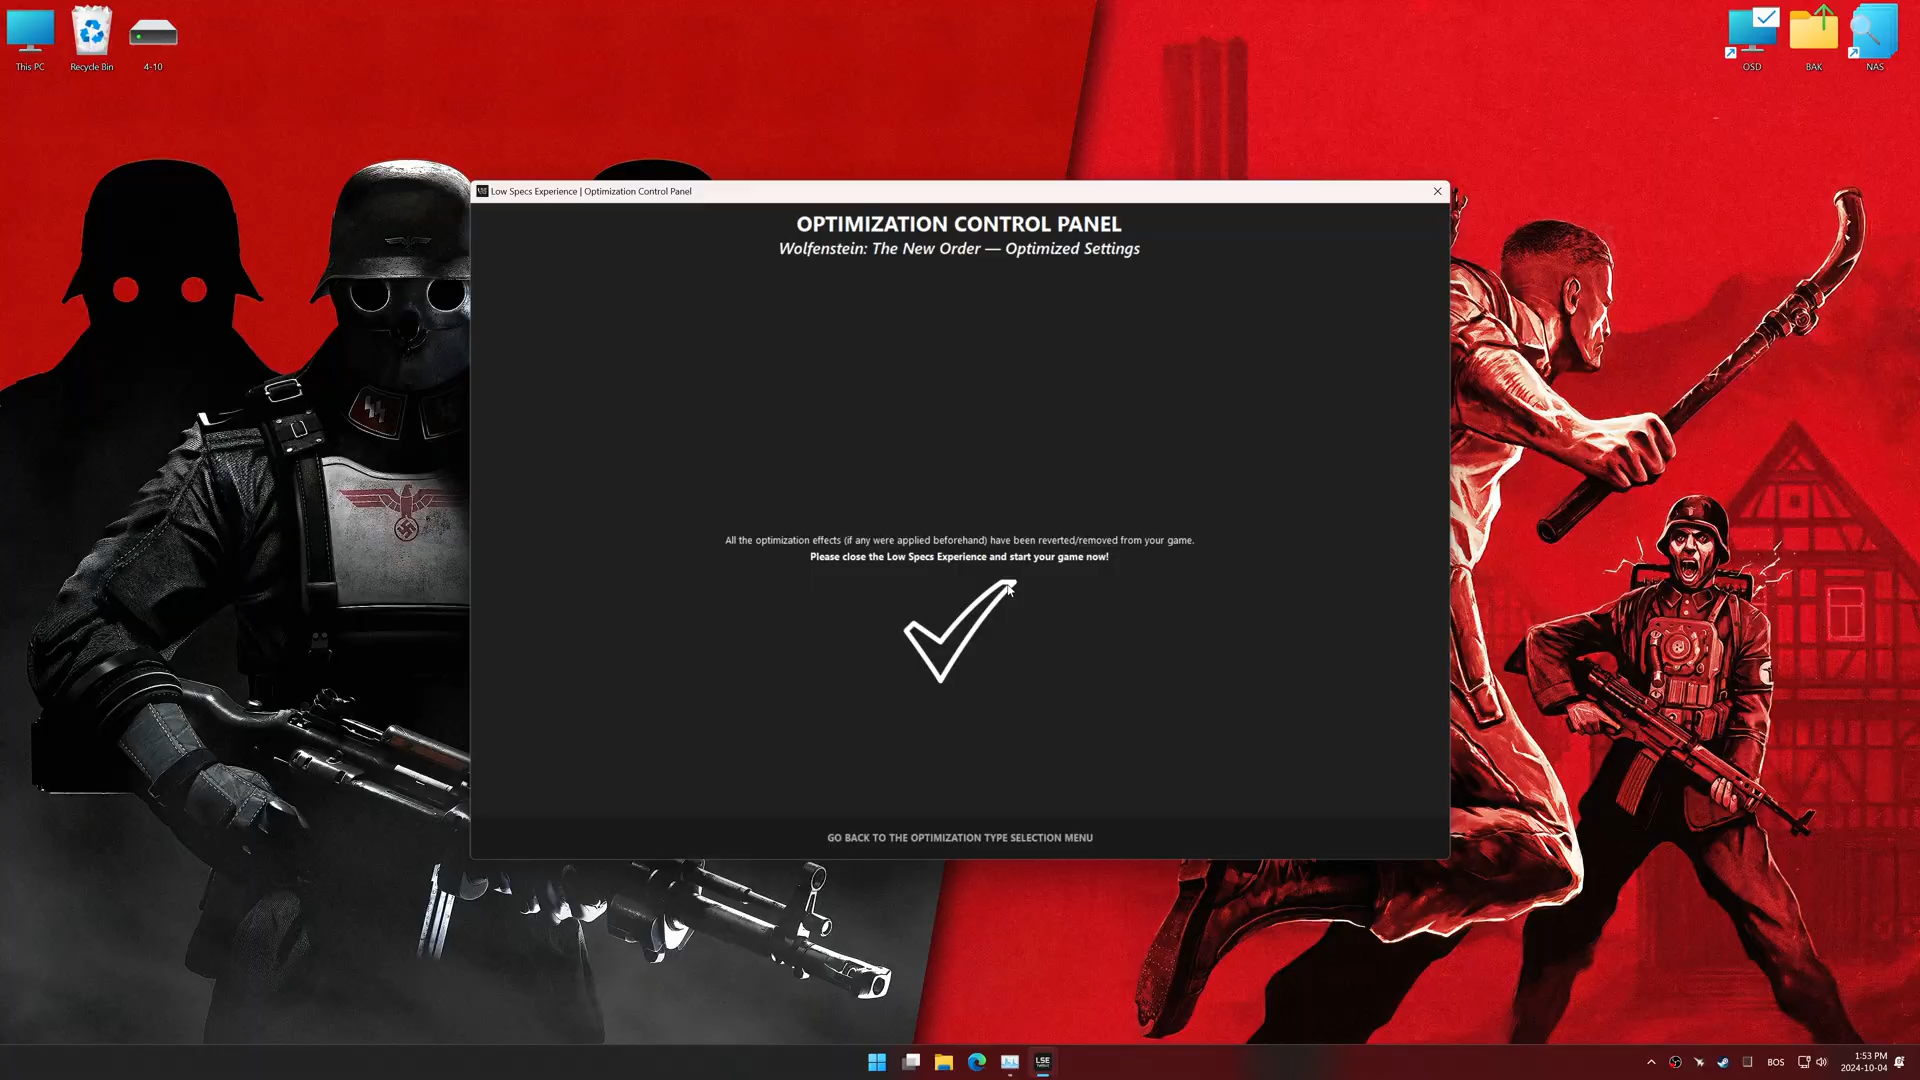 This PC
Recycle Bin
4-10
OSD
BAK
NAS
LSE
Low Specs Experience | Optimization Control Panel
OPTIMIZATION CONTROL PANEL
Wolfenstein: The New Order — Optimized Settings
All the optimization effects (if any were applied beforehand) have been reverted/removed from your game.
Please close the Low Specs Experience and start your game now!
GO BACK TO THE OPTIMIZATION TYPE SELECTION MENU
LSE
BOS
1:53 PM
2024-10-04